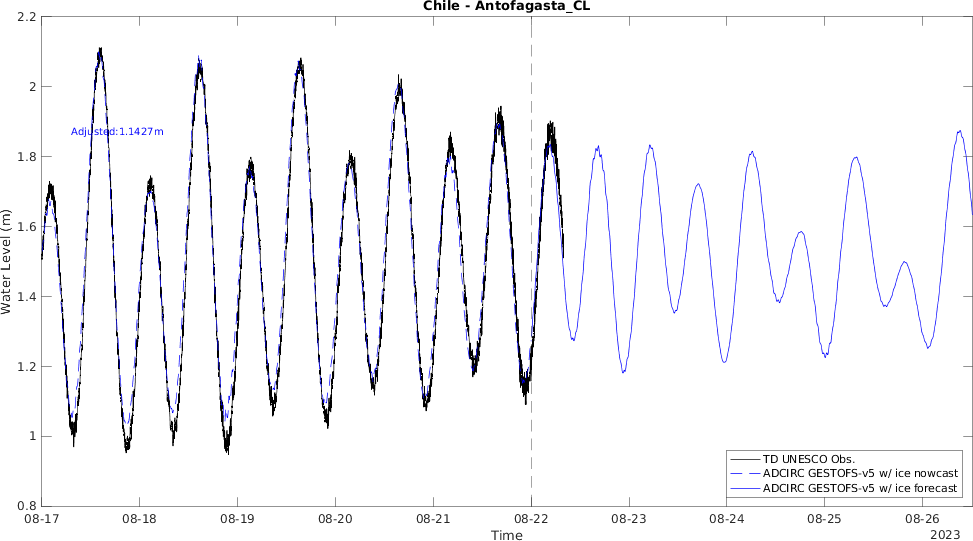 Chile - Antofagasta_CL
2.2
2
1.8
1.6
1.4
1.2
1
0.8
Water Level (m)
Adjusted:1.1427m
TD UNESCO Obs.
ADCIRC GESTOFS-v5 w/ ice nowcast
ADCIRC GESTOFS-v5 w/ ice forecast
08-17 08-18 08-19 08-20 08-21 08-22 08-23 08-24 08-25 08-26
Time
2023